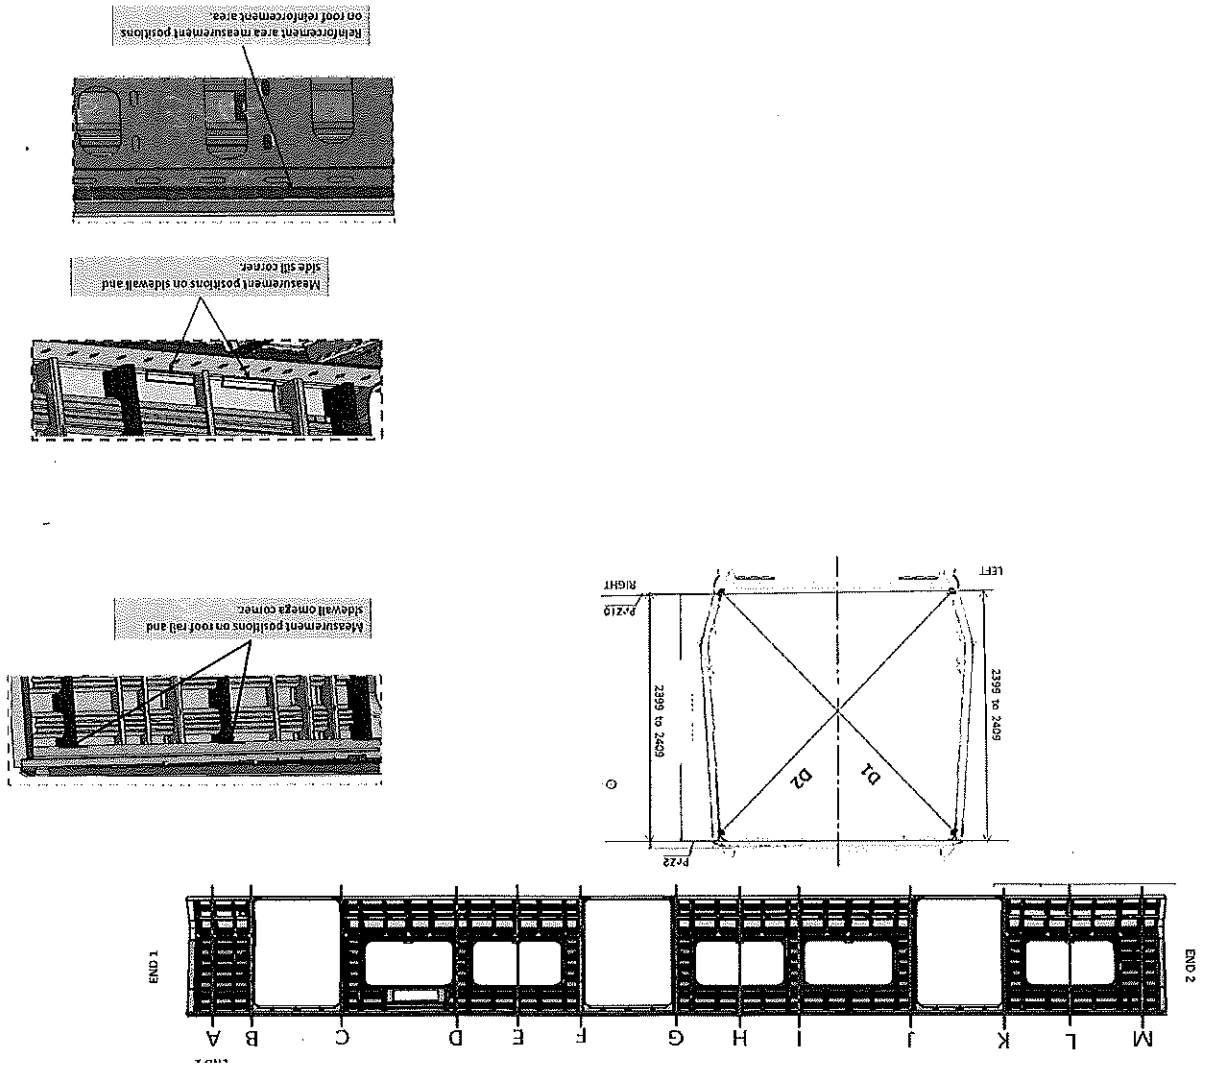 M L K J I H G F E D C B A
END 2
END 1
PrZ2
D1
D2
2399 to 2409
2399 to 2409
PrZ10
LEFT
RIGHT
Measurement positions on roof rail and
sidewall omega corner.
Measurement positions on sidewall and
side sill corner.
Reinforcement area measurement positions
on roof reinforcement area.